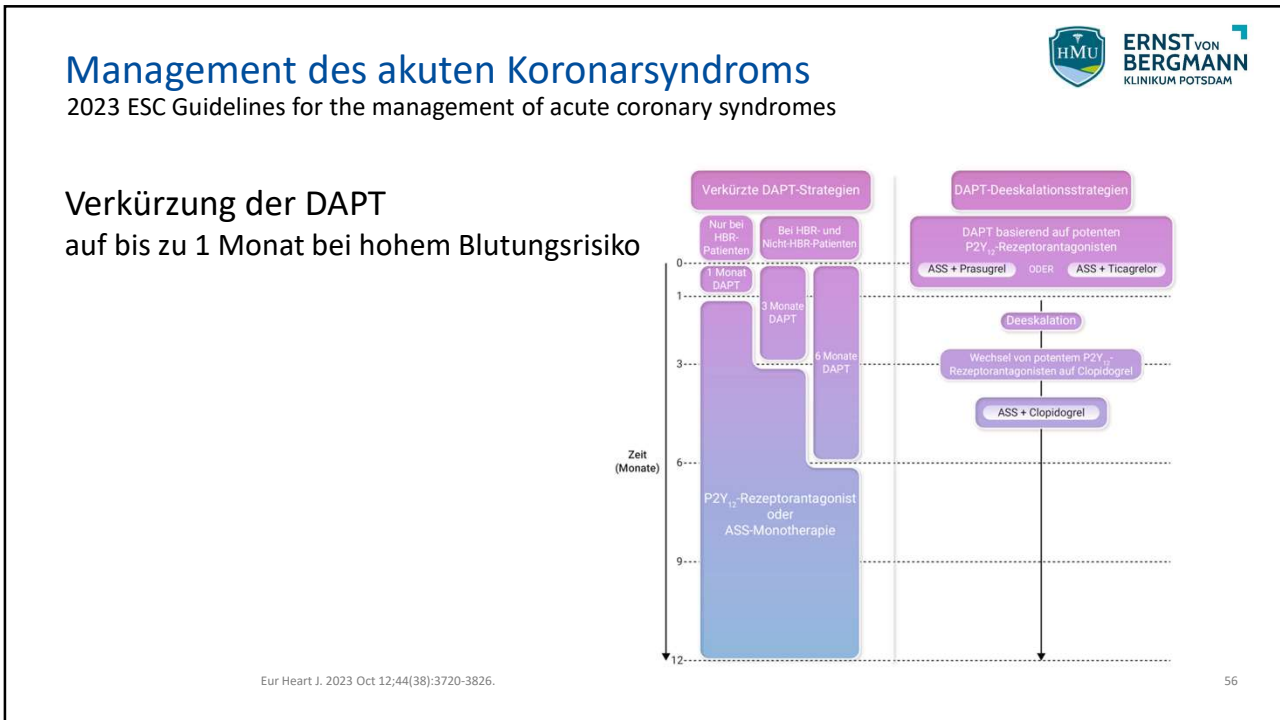 Management des akuten Koronarsyndroms
2023 ESC Guidelines for the management of acute coronary syndromes
HMU
ERNST VON
BERGMANN
KLINIKUM POTSDAM
Verkürzung der DAPT
auf bis zu 1 Monat bei hohem Blutungsrisiko
Verkürzte DAPT-Strategien
Nur bei
HBR-
Patienten
Bei HBR- und
Nicht-HBR-Patienten
1 Monat
DAPT
3 Monate
DAPT
6 Monate
DAPT
P2Y₁₂-Rezeptorantagonist
oder
ASS-Monotherapie
Zeit
(Monate)
0
1
3
6
9
12
DAPT-Deeskalationsstrategien
DAPT basierend auf potenten
P2Y₁₂-Rezeptorantagonisten
ASS + Prasugrel ODER ASS + Ticagrelor
Deeskalation
Wechsel von potentem P2Y₁₂-
Rezeptorantagonisten auf Clopidogrel
ASS + Clopidogrel
Eur Heart J. 2023 Oct 12;44(38):3720-3826.
56